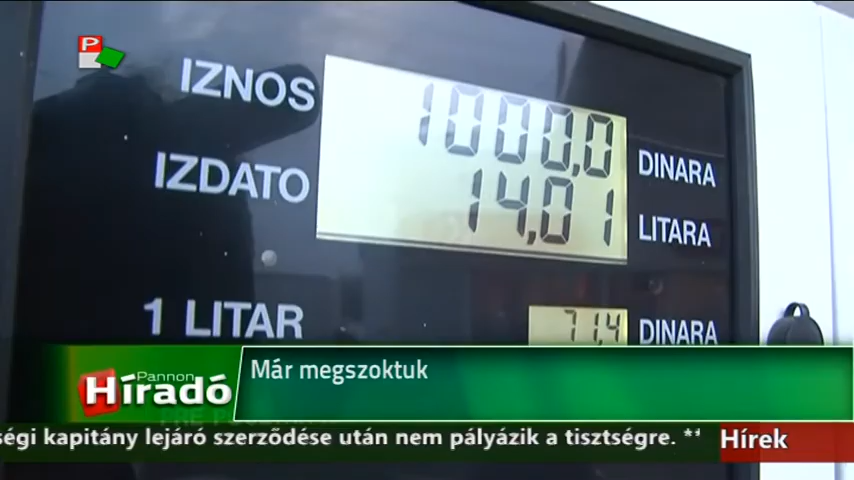 P
IZNOS 1000,0 DINARA
IZDATO 14,01 LITARA
1 LITAR 71,4 DINARA
Pannon
Híradó
Már megszoktuk
ségi kapitány lejáró szerződése után nem pályázik a tisztségre. **
Hírek